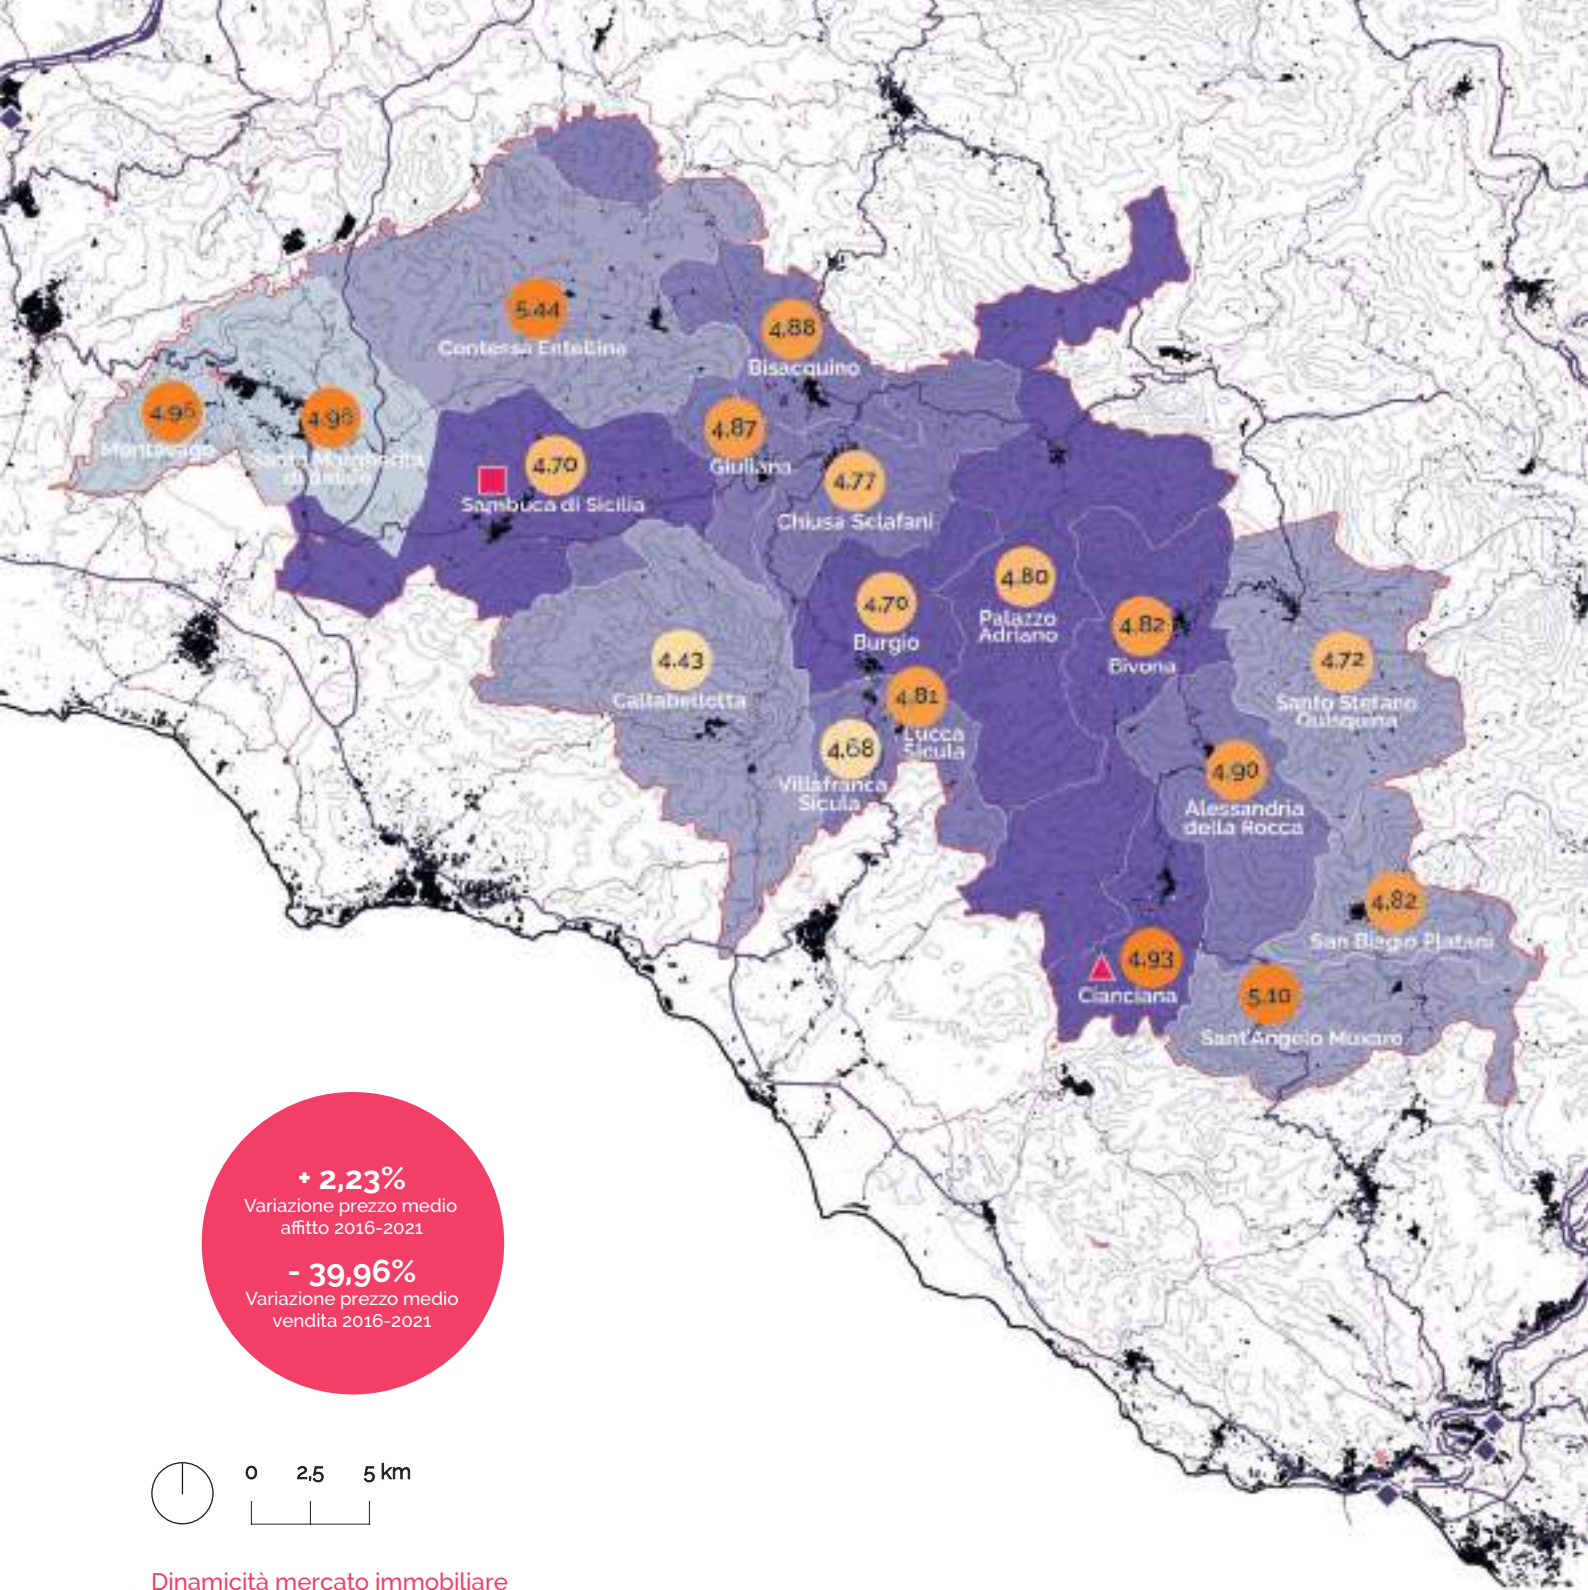 5.44
Contessa Entellina
4.88
Bisacquino
4.95
Montevago
4.96
Santa Margherita
di Belice
4.87
Giuliana
4.70
Sambuca di Sicilia
4.77
Chiusa Sclafani
4.80
Palazzo
Adriano
4.70
Burgio
4.82
Bivona
4.43
Caltabellotta
4.72
Santo Stefano
Quisquina
4.81
Lucca
Sicula
4.68
Villafranca
Sicula
4.90
Alessandria
della Rocca
4.82
San Biagio Platani
4.93
Cianciana
5.10
Sant'Angelo Muxaro
+ 2,23%
Variazione prezzo medio
affitto 2016-2021
- 39,96%
Variazione prezzo medio
vendita 2016-2021
0 2,5 5 km
Dinamicità mercato immobiliare